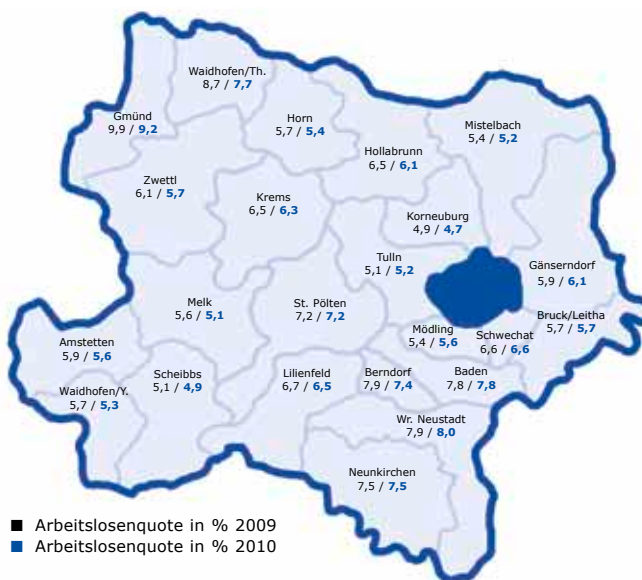 Waidhofen/Th.
8,7 / 7,7
Gmünd
9,9 / 9,2
Horn
5,7 / 5,4
Mistelbach
5,4 / 5,2
Hollabrunn
6,5 / 6,1
Zwettl
6,1 / 5,7
Krems
6,5 / 6,3
Korneuburg
4,9 / 4,7
Tulln
5,1 / 5,2
Gänserndorf
5,9 / 6,1
Melk
5,6 / 5,1
St. Pölten
7,2 / 7,2
Bruck/Leitha
5,7 / 5,7
Mödling
5,4 / 5,6
Schwechat
6,6 / 6,6
Amstetten
5,9 / 5,6
Scheibbs
5,1 / 4,9
Lilienfeld
6,7 / 6,5
Berndorf
7,9 / 7,4
Baden
7,8 / 7,8
Waidhofen/Y.
5,7 / 5,3
Wr. Neustadt
7,9 / 8,0
Neunkirchen
7,5 / 7,5
Arbeitslosenquote in % 2009
Arbeitslosenquote in % 2010